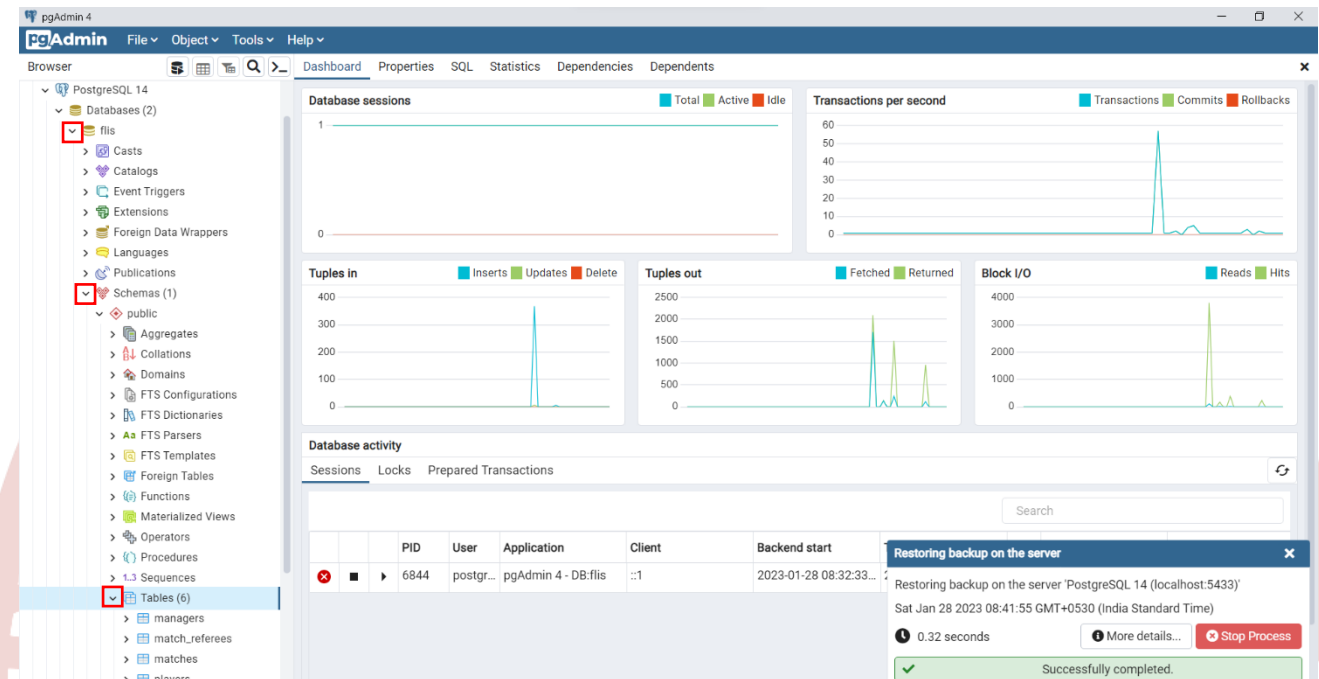 pgAdmin 4
pgAdmin File Object Tools Help
Browser
Dashboard Properties SQL Statistics Dependencies Dependents
PostgreSQL 14
Databases (2)
flis
Casts
Catalogs
Event Triggers
Extensions
Foreign Data Wrappers
Languages
Publications
Schemas (1)
public
Aggregates
Collations
Domains
FTS Configurations
FTS Dictionaries
Aa FTS Parsers
FTS Templates
Foreign Tables
Functions
Materialized Views
Operators
Procedures
1..3 Sequences
Tables (6)
managers
match_referees
matches
players
Database sessions
Total Active Idle
1
0
Transactions per second
Transactions Commits Rollbacks
60
50
40
30
20
10
0
Tuples in
Inserts Updates Delete
400
300
200
100
0
Tuples out
Fetched Returned
2500
2000
1500
1000
500
0
Block I/O
Reads Hits
4000
3000
2000
1000
0
Database activity
Sessions Locks Prepared Transactions
Search
PID User Application Client Backend start
6844 postgr... pgAdmin 4 - DB:flis ::1 2023-01-28 08:32:33...
Restoring backup on the server
Restoring backup on the server 'PostgreSQL 14 (localhost:5433)'
Sat Jan 28 2023 08:41:55 GMT+0530 (India Standard Time)
0.32 seconds
More details...
Stop Process
Successfully completed.